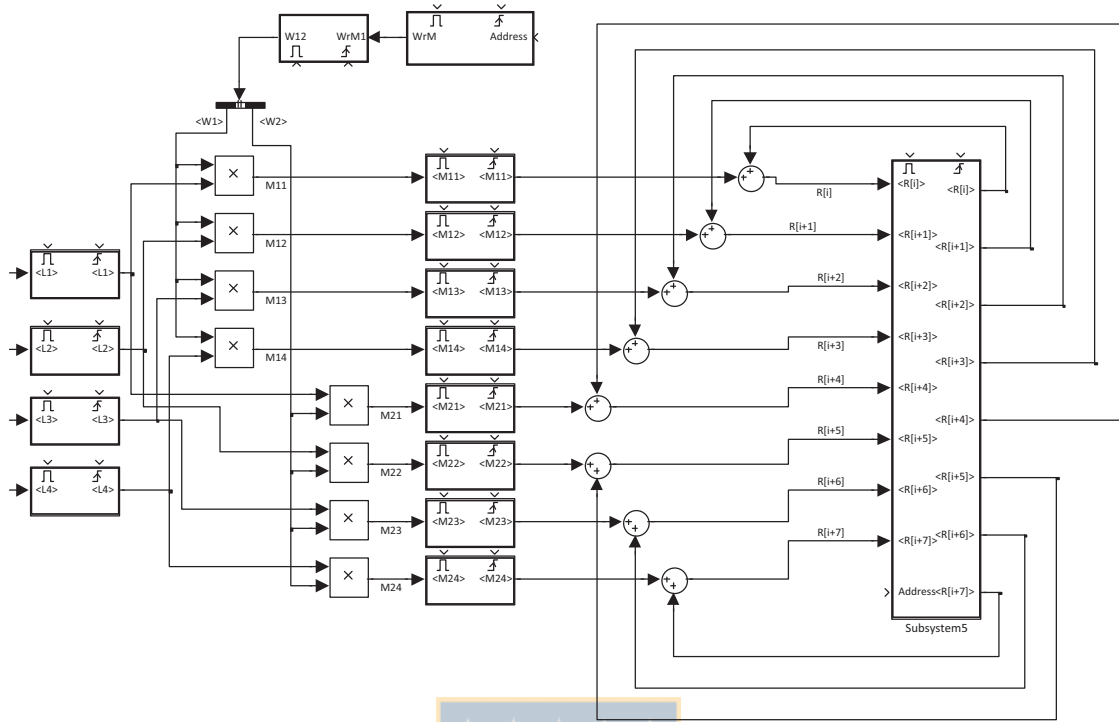 W12 WrM1
WrM Address
<W1> <W2>
×
M11
<M11> <M11>
+ +
R[i]
<R[i]> <R[i]>
×
M12
<M12> <M12>
+ +
R[i+1]
<R[i+1]>
<R[i+1]>
<L1> <L1>
×
M13
<M13> <M13>
+ +
R[i+2]
<R[i+2]>
<R[i+2]>
<L2> <L2>
×
M14
<M14> <M14>
+ +
R[i+3]
<R[i+3]>
<R[i+3]>
<L3> <L3>
×
M21
<M21> <M21>
+ +
R[i+4]
<R[i+4]>
<R[i+4]>
<L4> <L4>
×
M22
<M22> <M22>
+ +
R[i+5]
<R[i+5]>
<R[i+5]>
×
M23
<M23> <M23>
+ +
R[i+6]
<R[i+6]>
<R[i+6]>
×
M24
<M24> <M24>
+ +
R[i+7]
<R[i+7]>
Address <R[i+7]>
Subsystem5